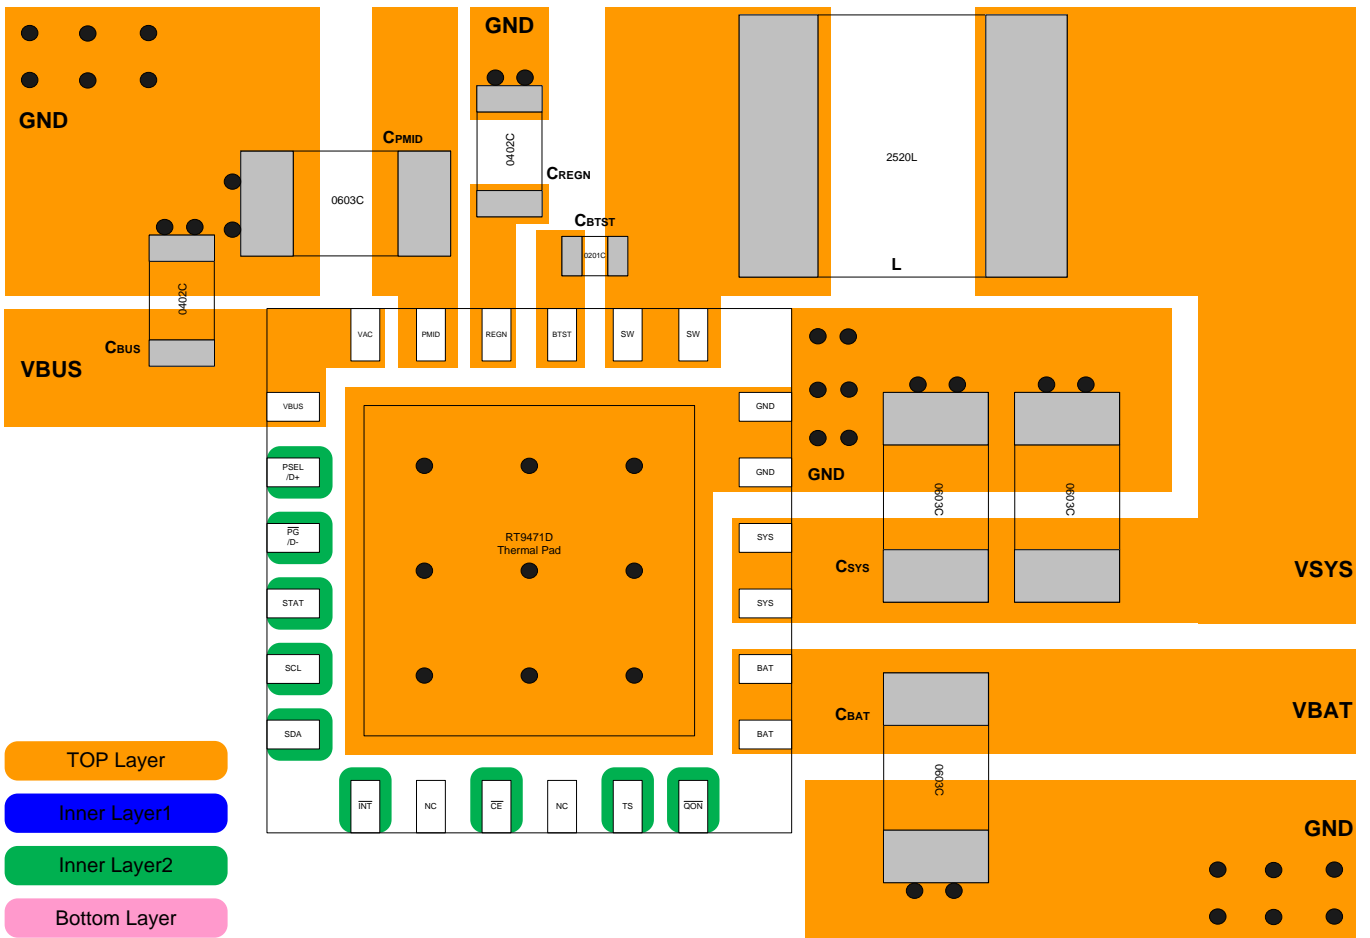 GND
GND
CPMID
0402C
2520L
CREGN
0603C
CBTST
0201C
L
0402C
CBUS
VBUS
VAC
PMID
REGN
BTST
SW
SW
VBUS
GND
PSEL
/D+
GND
GND
PG
/D-
RT9471D
Thermal Pad
SYS
0603C
0603C
CSYS
VSYS
STAT
SYS
SCL
BAT
SDA
BAT
CBAT
VBAT
0603C
INT
NC
CE
NC
TS
QON
GND
TOP Layer
Inner Layer1
Inner Layer2
Bottom Layer